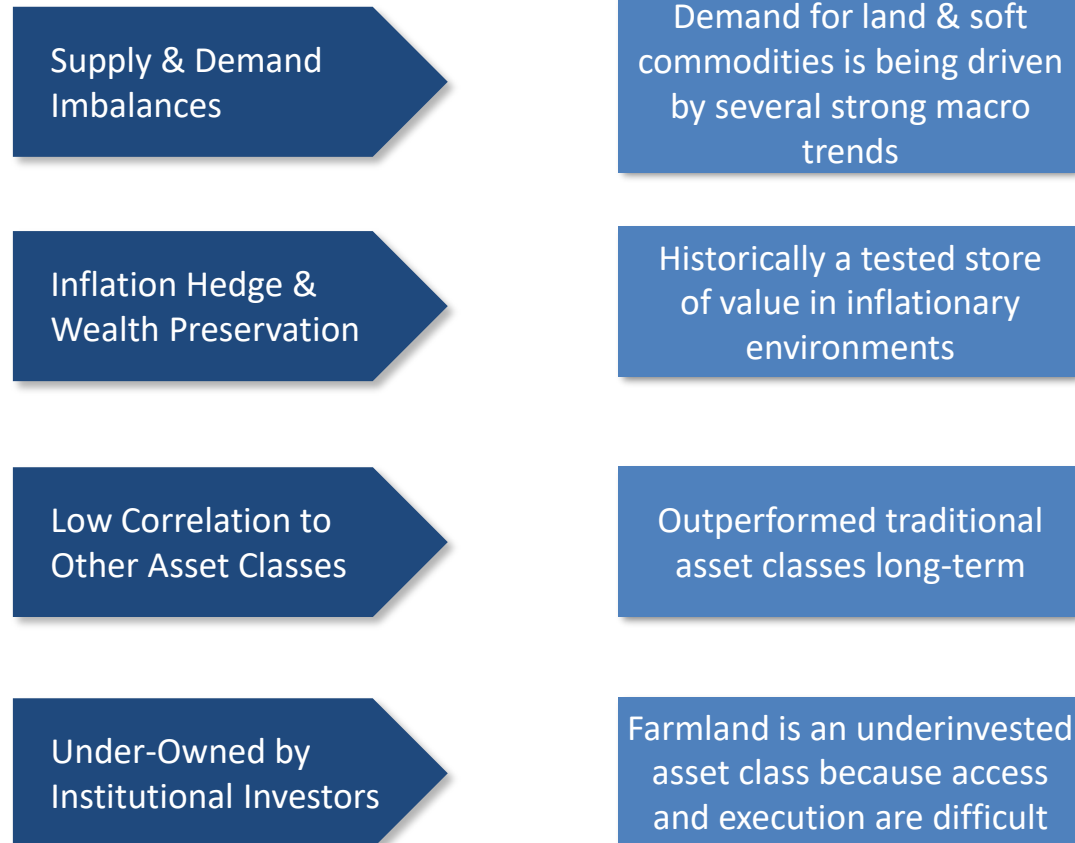 Supply & Demand
Imbalances
Demand for land & soft
commodities is being driven
by several strong macro
trends
Inflation Hedge &
Wealth Preservation
Historically a tested store
of value in inflationary
environments
Low Correlation to
Other Asset Classes
Outperformed traditional
asset classes long-term
Under-Owned by
Institutional Investors
Farmland is an underinvested
asset class because access
and execution are difficult